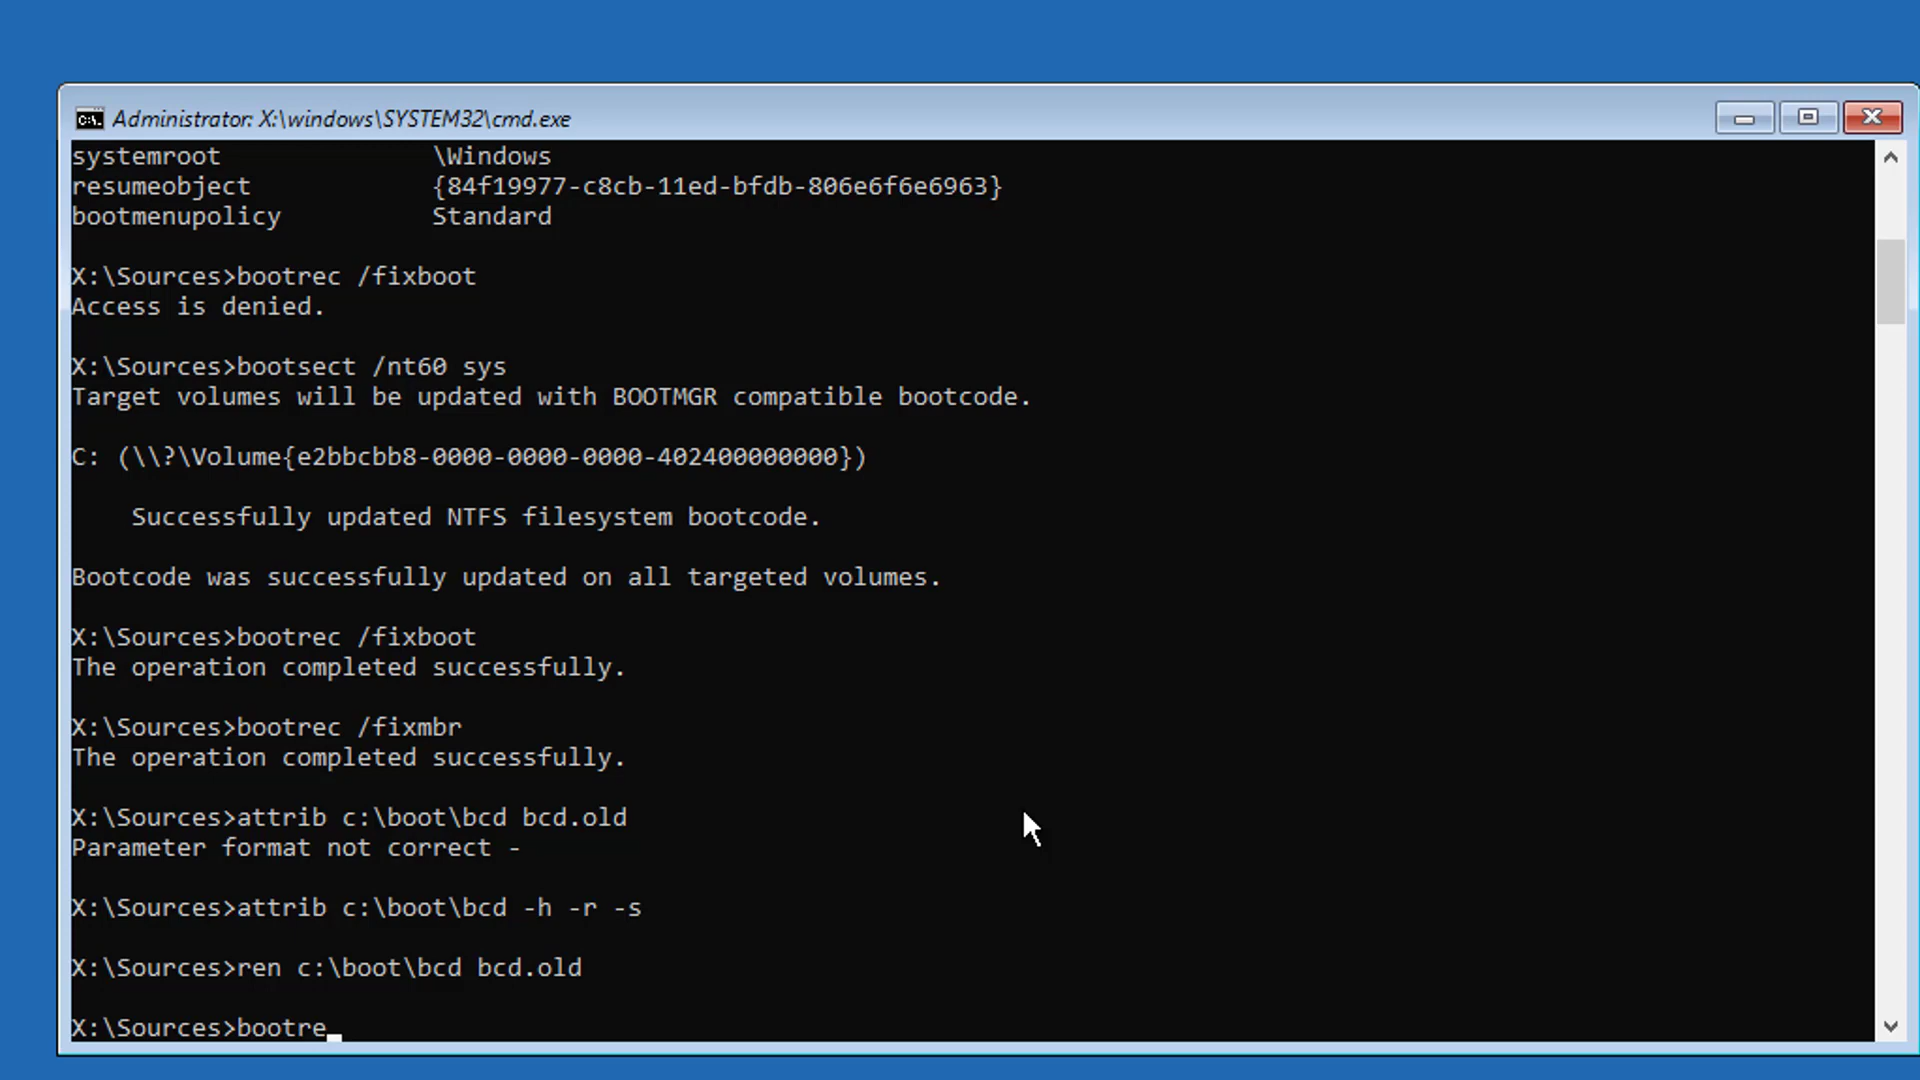 Administrator: X:\windows\SYSTEM32\cmd.exe
systemroot              \Windows
resumeobject            {84f19977-c8cb-11ed-bfdb-806e6f6e6963}
bootmenupolicy          Standard
X:\Sources>bootrec /fixboot
Access is denied.
X:\Sources>bootsect /nt60 sys
Target volumes will be updated with BOOTMGR compatible bootcode.
C: (\\?\Volume{e2bbcbb8-0000-0000-0000-402400000000})
    Successfully updated NTFS filesystem bootcode.
Bootcode was successfully updated on all targeted volumes.
X:\Sources>bootrec /fixboot
The operation completed successfully.
X:\Sources>bootrec /fixmbr
The operation completed successfully.
X:\Sources>attrib c:\boot\bcd bcd.old
Parameter format not correct -
X:\Sources>attrib c:\boot\bcd -h -r -s
X:\Sources>ren c:\boot\bcd bcd.old
X:\Sources>bootre